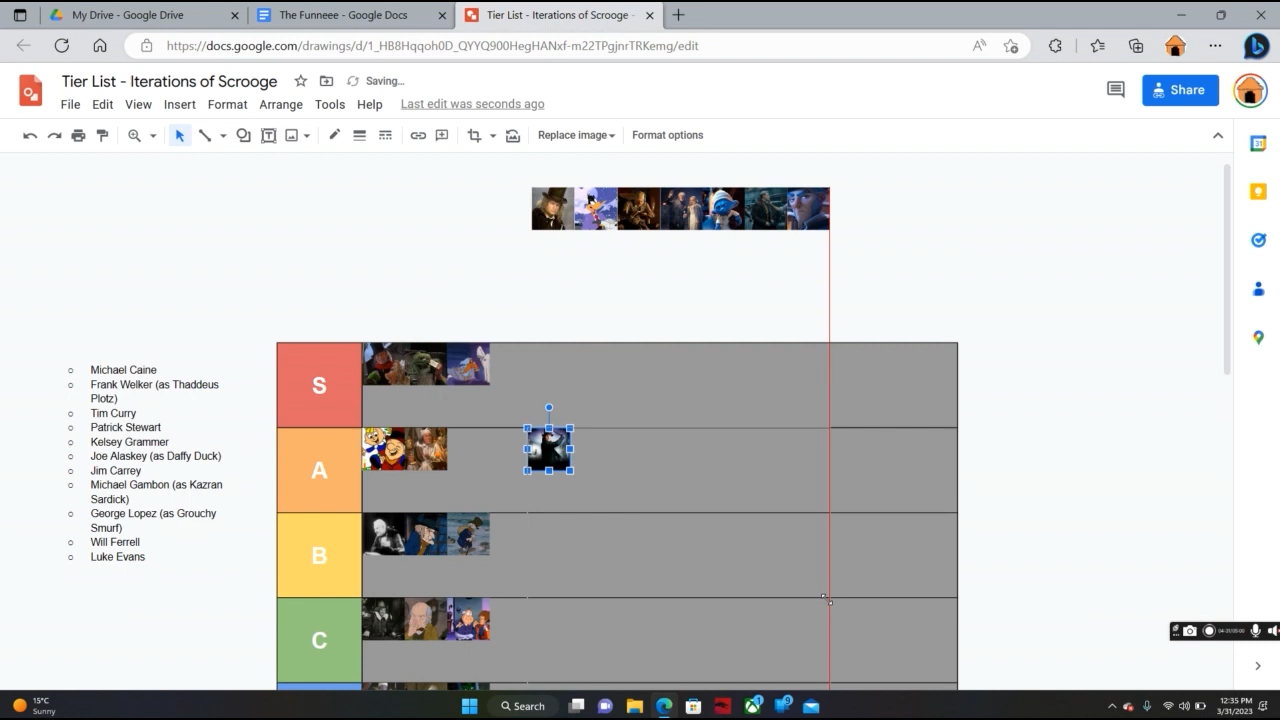 My Drive - Google Drive
The Funneee - Google Docs
Tier List - Iterations of Scrooge -
https://docs.google.com/drawings/d/1_HB8Hqqoh0D_QYYQ900HegHANxf-m22TPgjnrTRKemg/edit
Tier List - Iterations of Scrooge
Saving...
Share
File Edit View Insert Format Arrange Tools Help Last edit was seconds ago
Replace image Format options
31
S
Michael Caine
Frank Welker (as Thaddeus
Plotz)
Tim Curry
Patrick Stewart
Kelsey Grammer
Joe Alaskey (as Daffy Duck)
Jim Carrey
Michael Gambon (as Kazran
Sardick)
George Lopez (as Grouchy
Smurf)
Will Ferrell
Luke Evans
A
B
C
15°C
Sunny
Search
1
9
12:35 PM
3/31/2023